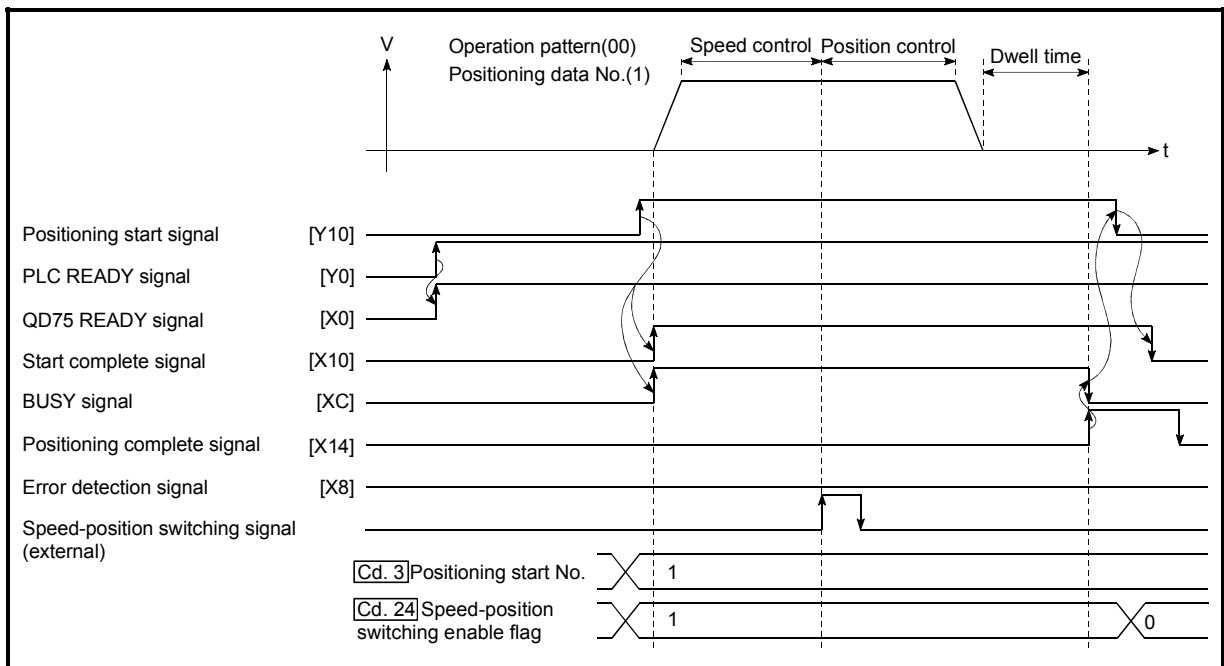 V
Operation pattern(00)
Positioning data No.(1)
Speed control
Position control
Dwell time
t
Positioning start signal [Y10]
PLC READY signal [Y0]
QD75 READY signal [X0]
Start complete signal [X10]
BUSY signal [XC]
Positioning complete signal [X14]
Error detection signal [X8]
Speed-position switching signal
(external)
Cd. 3 Positioning start No. 1
Cd. 24 Speed-position
switching enable flag 1 0